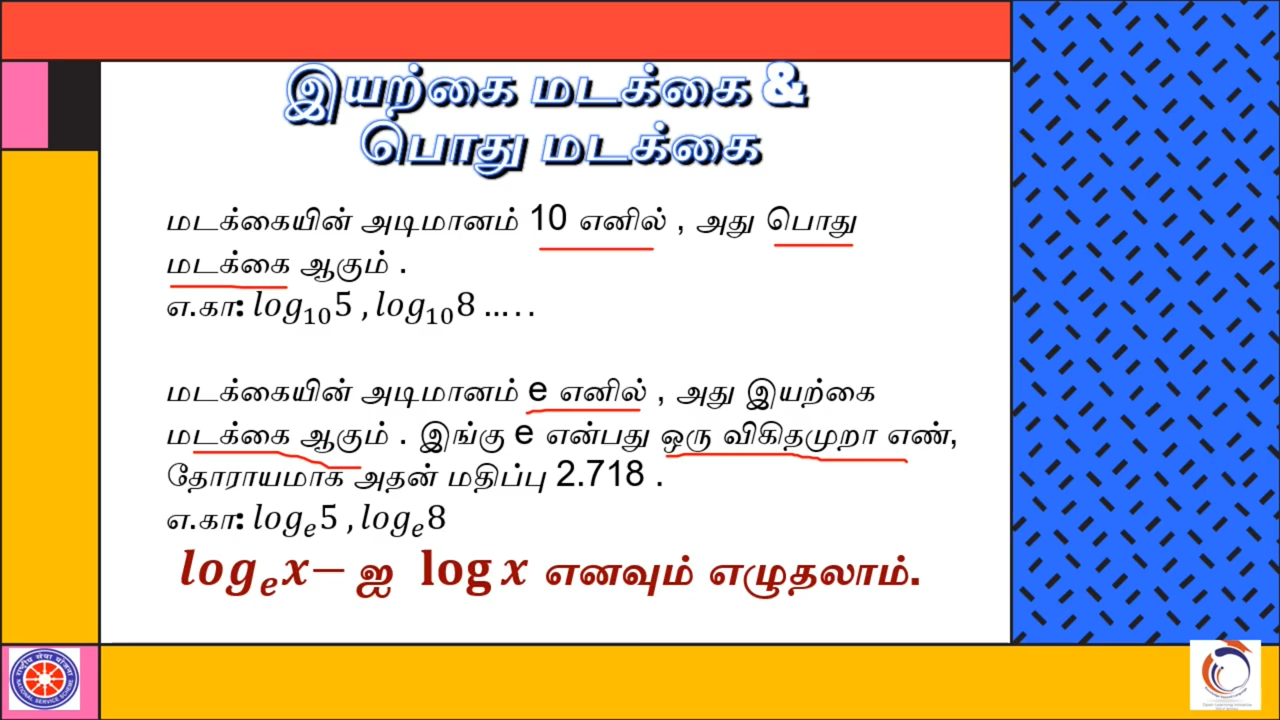 இயற்கை மடக்கை &
பொது மடக்கை
மடக்கையின் அடிமானம் 10 எனில் , அது பொது
மடக்கை ஆகும் .
எ.கா: log₁₀5 , log₁₀8 .....
மடக்கையின் அடிமானம் e எனில் , அது இயற்கை
மடக்கை ஆகும் . இங்கு e என்பது ஒரு விகிதமுறா எண்,
தோராயமாக அதன் மதிப்பு 2.718 .
எ.கா: logₑ5 , logₑ8
logₑx− ஐ log x எனவும் எழுதலாம்.